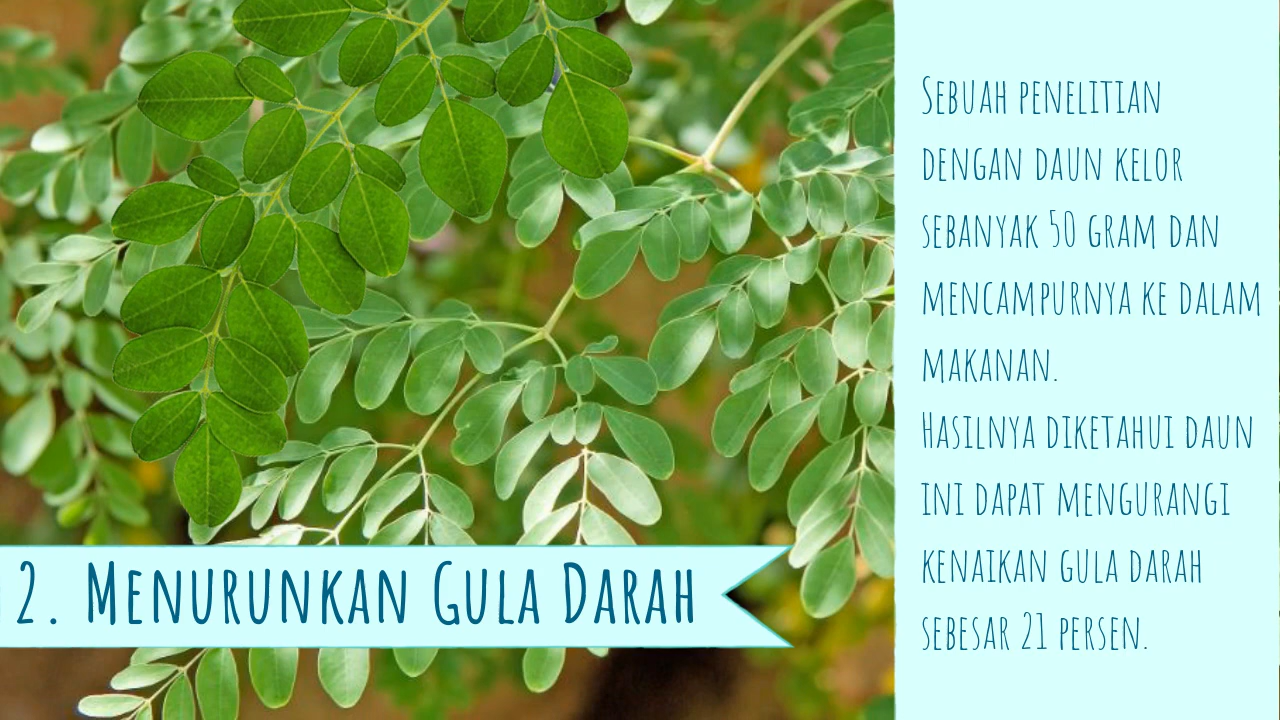 Sebuah penelitian
dengan daun kelor
sebanyak 50 gram dan
mencampurnya ke dalam
makanan.
Hasilnya diketahui daun
ini dapat mengurangi
kenaikan gula darah
sebesar 21 persen.
2. Menurunkan Gula Darah